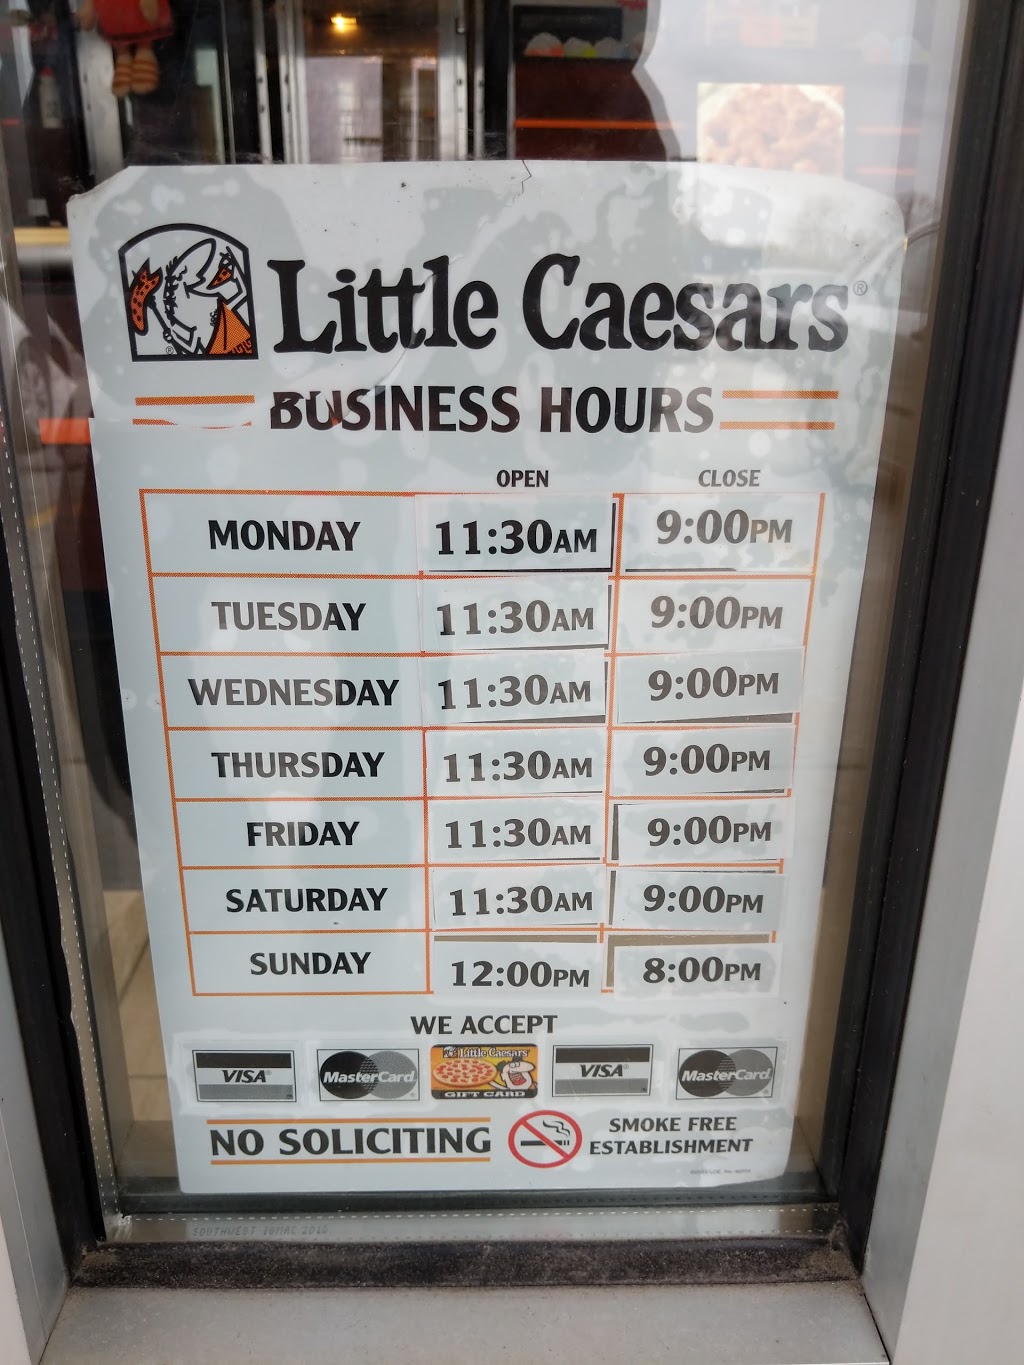 Little Caesars®
BUSINESS HOURS
OPEN CLOSE
MONDAY 11:30AM 9:00PM
TUESDAY 11:30AM 9:00PM
WEDNESDAY 11:30AM 9:00PM
THURSDAY 11:30AM 9:00PM
FRIDAY 11:30AM 9:00PM
SATURDAY 11:30AM 9:00PM
SUNDAY 12:00PM 8:00PM
WE ACCEPT
VISA MasterCard Little Caesars GIFT CARD VISA MasterCard
NO SOLICITING
SMOKE FREE
ESTABLISHMENT
SOUTHWEST